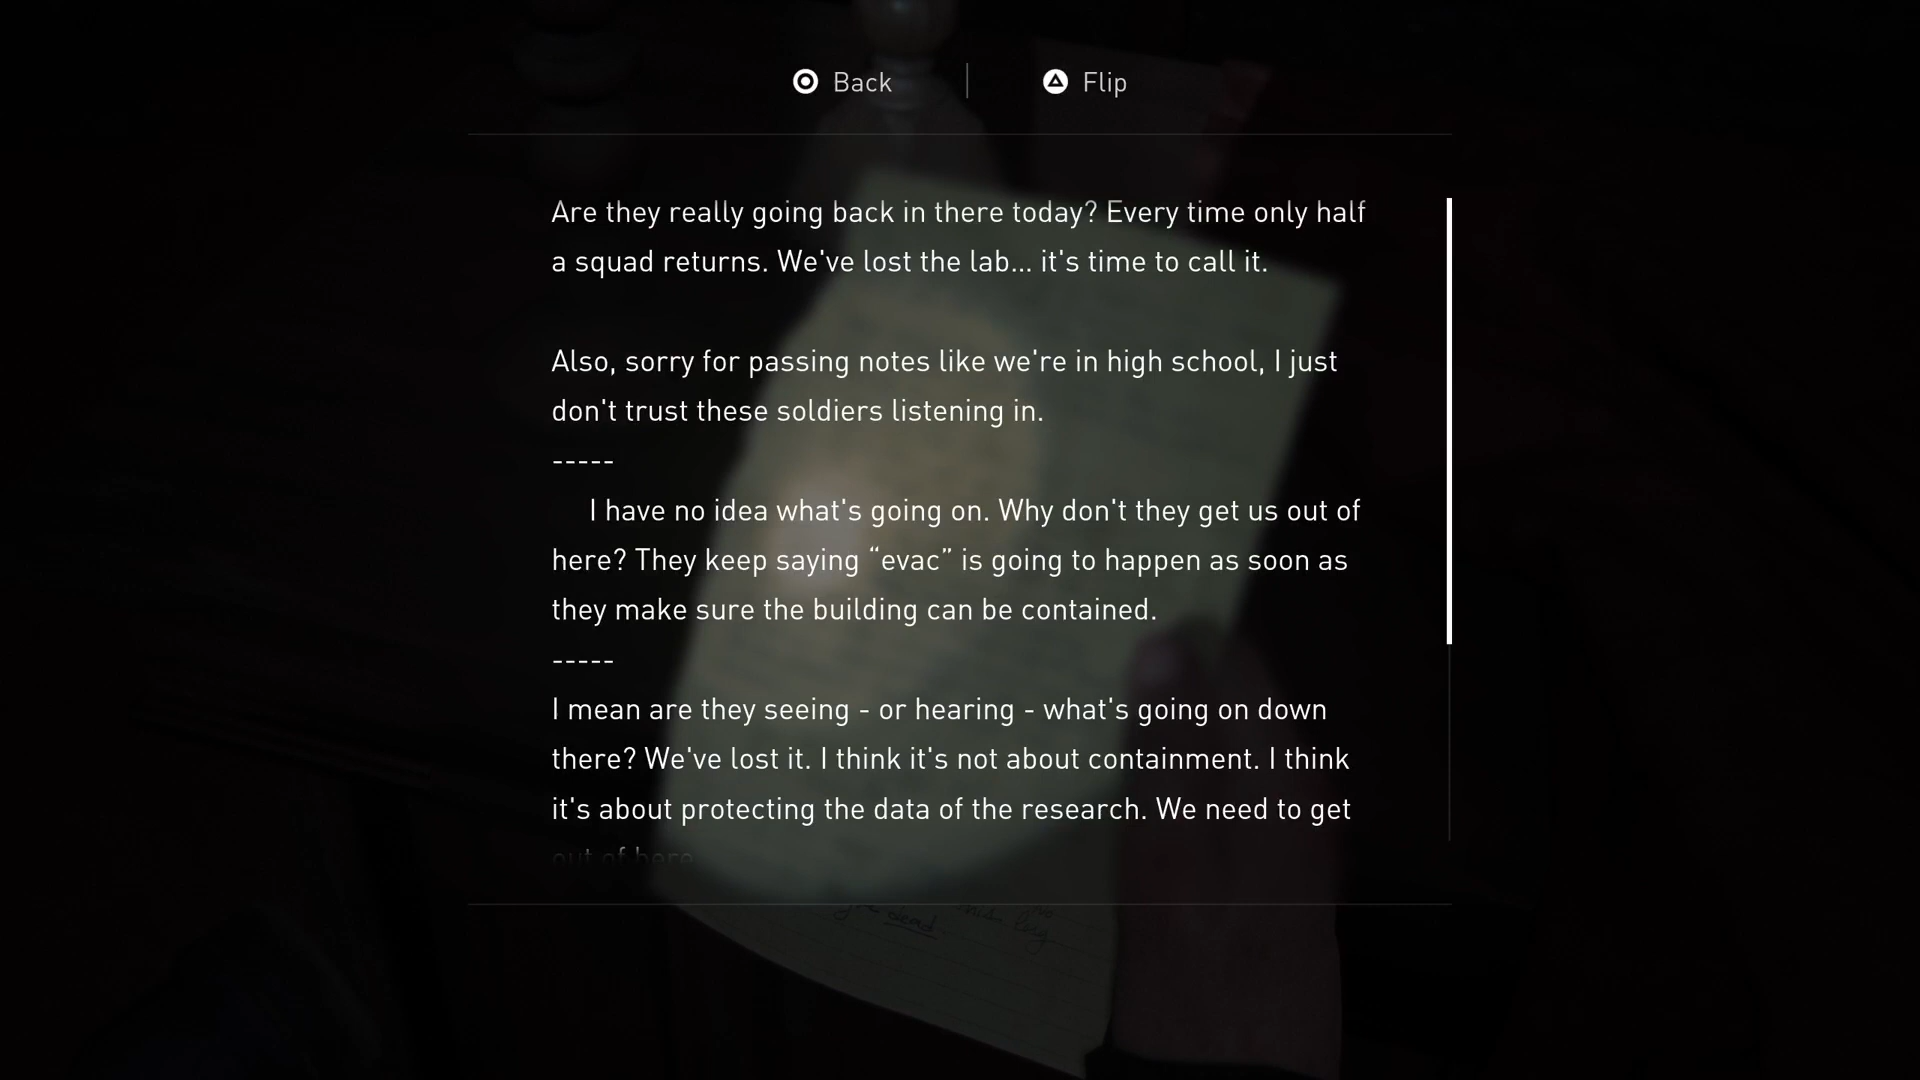 Back
Flip
Are they really going back in there today? Every time only half
a squad returns. We've lost the lab... it's time to call it.
Also, sorry for passing notes like we're in high school, I just
don't trust these soldiers listening in.
-----
I have no idea what's going on. Why don't they get us out of
here? They keep saying “evac” is going to happen as soon as
they make sure the building can be contained.
-----
I mean are they seeing - or hearing - what's going on down
there? We've lost it. I think it's not about containment. I think
it's about protecting the data of the research. We need to get
out of here
dead